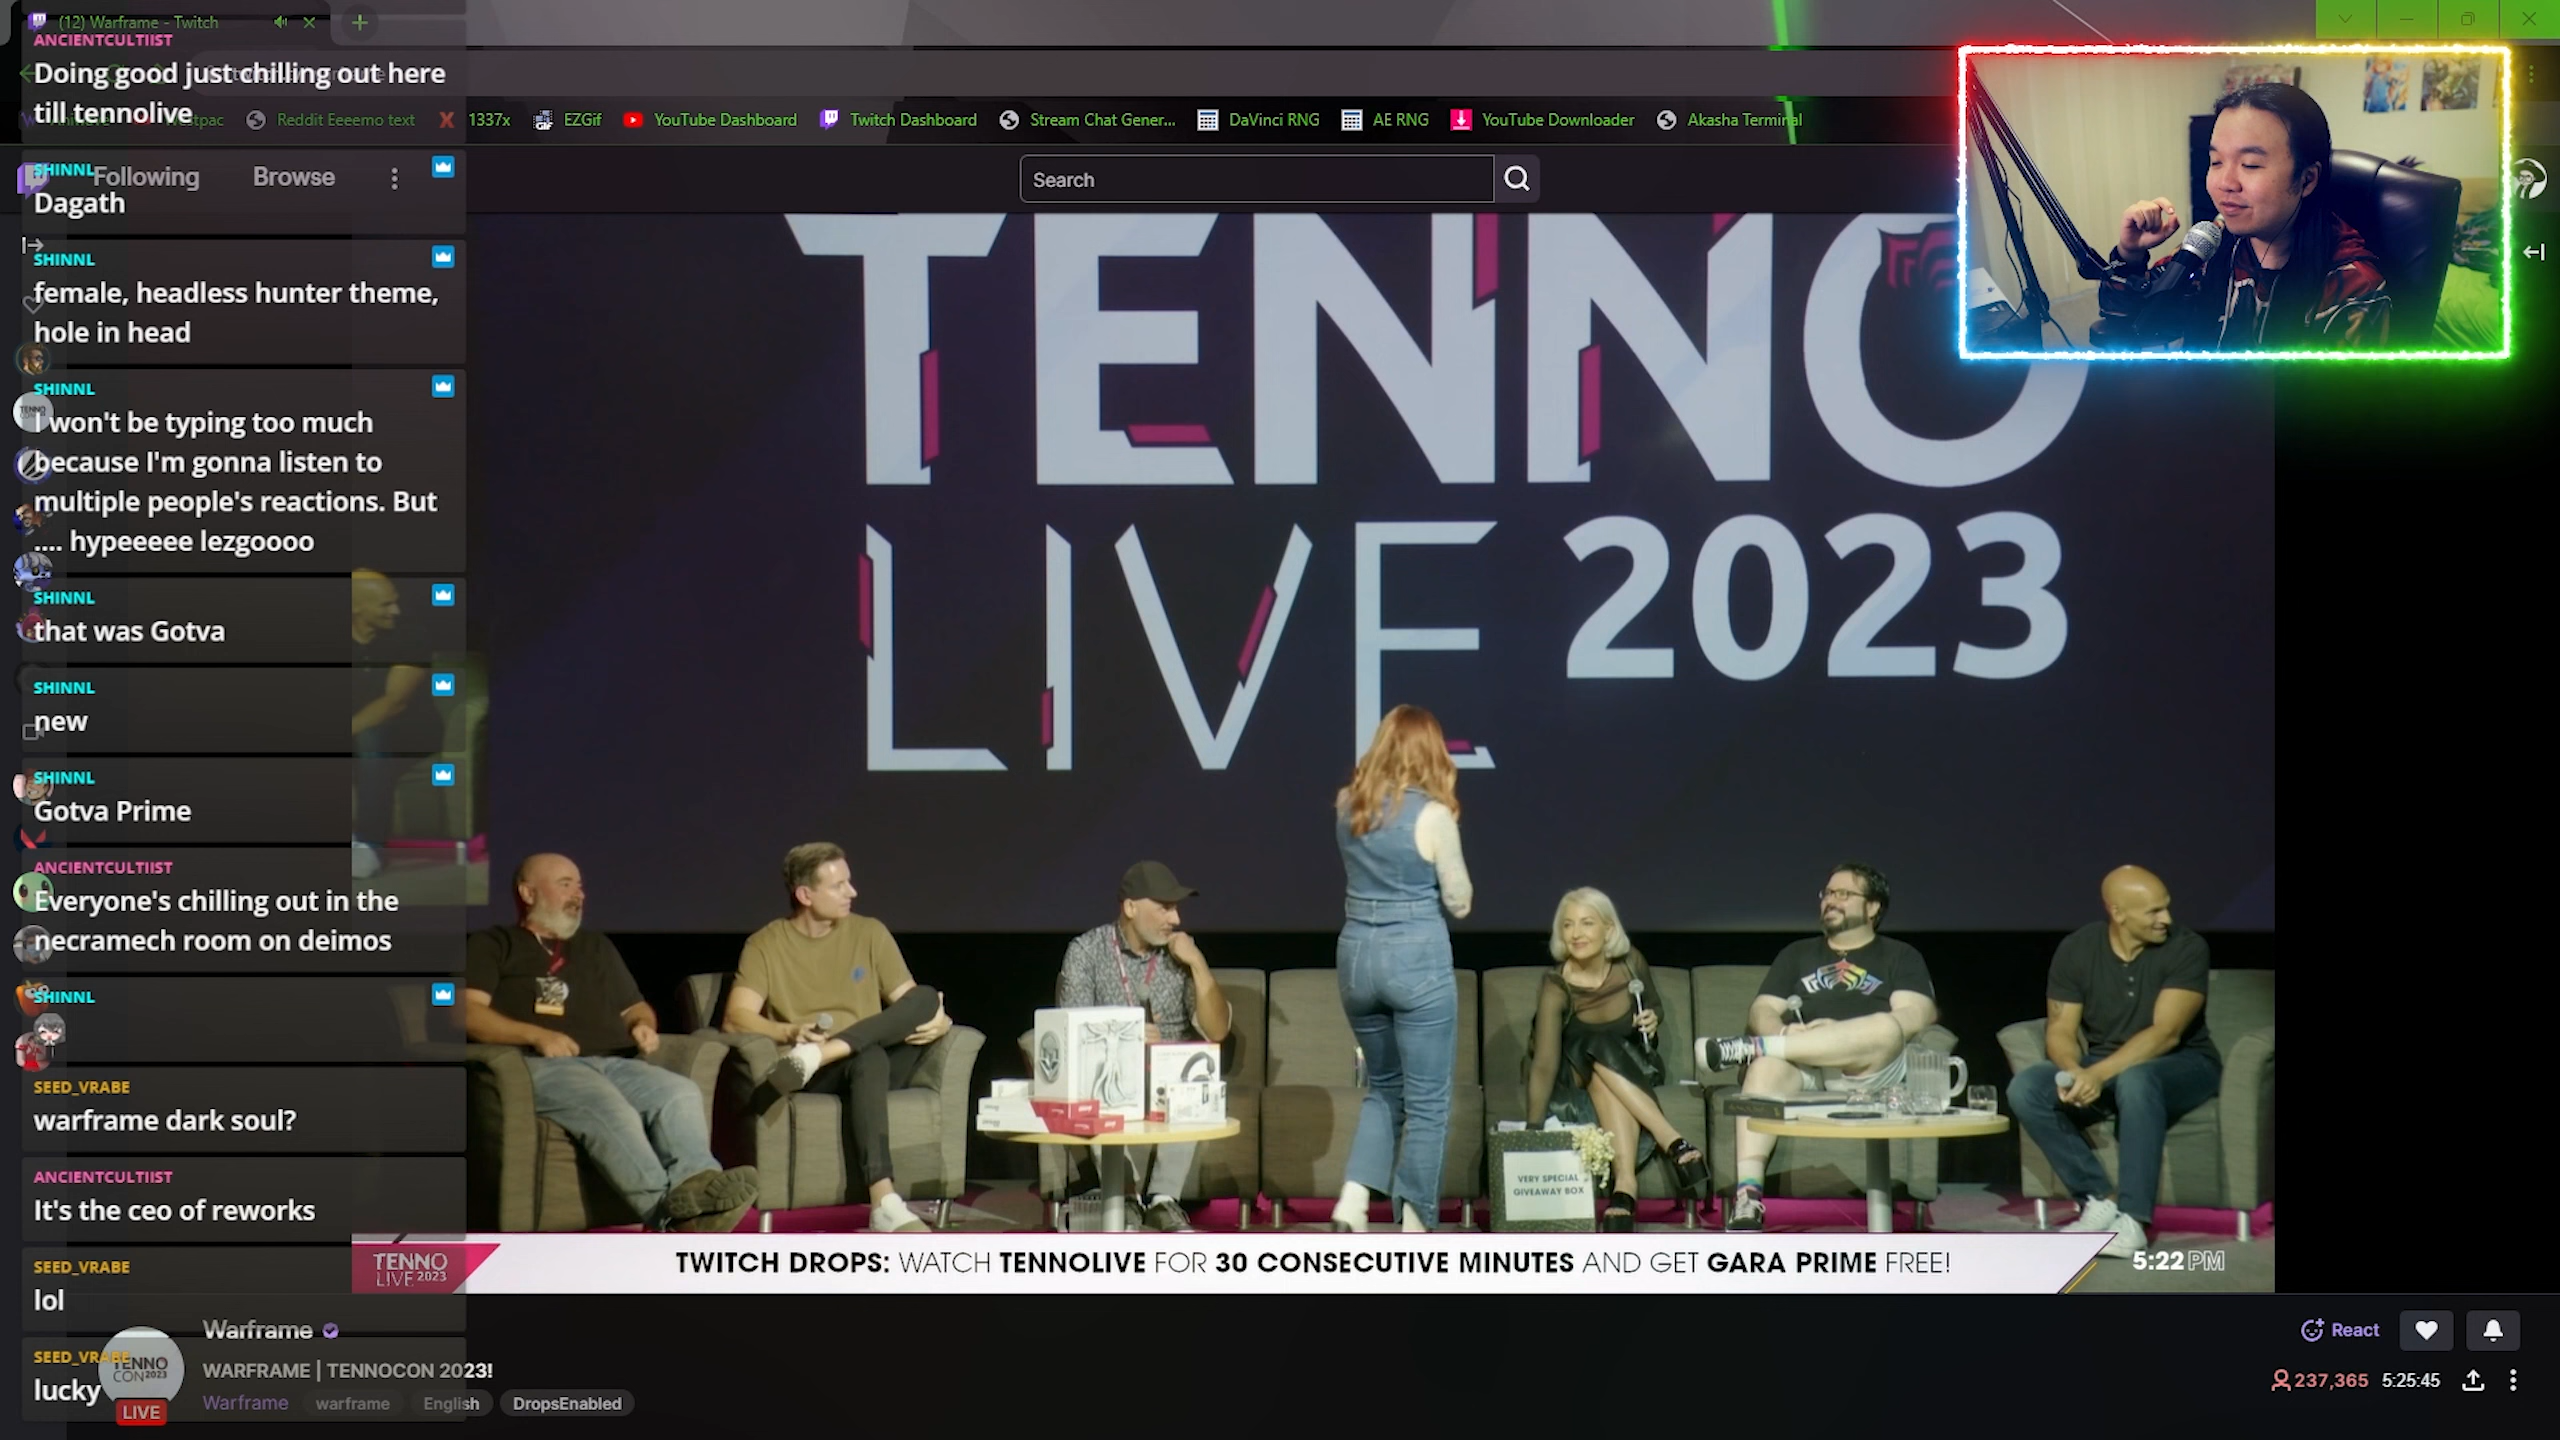 (12) Warframe - Twitch
ANCIENTCULTIIST
Doing good just chilling out here
till tennolive
Westpac
Reddit Eeeemo text
1337x
EZGif
YouTube Dashboard
Twitch Dashboard
Stream Chat Gener...
DaVinci RNG
AE RNG
YouTube Downloader
Akasha Terminal
Following
Browse
Search
SHINNL
Dagath
SHINNL
female, headless hunter theme,
hole in head
SHINNL
I won't be typing too much
because I'm gonna listen to
multiple people's reactions. But
.... hypeeeee lezgoooo
SHINNL
that was Gotva
SHINNL
new
SHINNL
Gotva Prime
ANCIENTCULTIIST
Everyone's chilling out in the
necramech room on deimos
SHINNL
SEED_VRABE
warframe dark soul?
ANCIENTCULTIIST
It's the ceo of reworks
SEED_VRABE
lol
SEED_VRABE
lucky
TENNO
LIVE 2023
VERY SPECIAL
GIVEAWAY BOX
TENNO
LIVE 2023
TWITCH DROPS: WATCH TENNOLIVE FOR 30 CONSECUTIVE MINUTES AND GET GARA PRIME FREE!
5:22 PM
TENNO
CON2023
LIVE
Warframe
WARFRAME | TENNOCON 2023!
Warframe
warframe
English
DropsEnabled
React
237,365
5:25:45